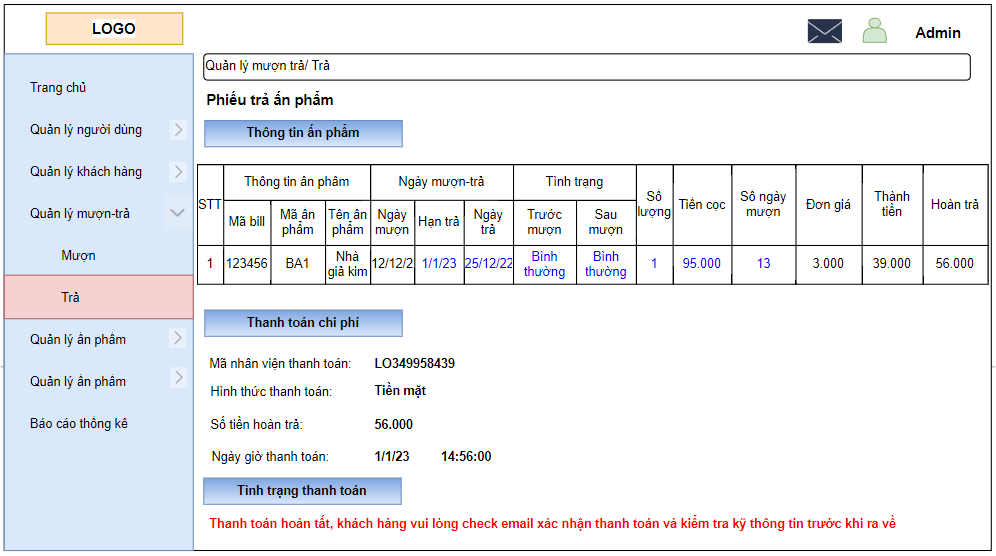 LOGO
Admin
Trang chủ
Quản lý người dùng
Quản lý khách hàng
Quản lý mượn-trả
Mượn
Trả
Quản lý ấn phẩm
Quản lý ấn phẩm
Báo cáo thống kê
Quản lý mượn trả/ Trả
Phiếu trả ấn phẩm
Thông tin ấn phẩm
STT
Thông tin ấn phẩm
Ngày mượn-trả
Tình trạng
Số
lượng
Tiền cọc
Số ngày
mượn
Đơn giá
Thành
tiền
Hoàn trả
Mã bill
Mã ấn
phẩm
Tên ấn
phẩm
Ngày
mượn
Hạn trả
Ngày
trả
Trước
mượn
Sau
mượn
1
123456
BA1
Nhà
giả kim
12/12/2
1/1/23
25/12/22
Bình
thường
Bình
thường
1
95.000
13
3.000
39.000
56.000
Thanh toán chi phí
Mã nhân viện thanh toán: LO349958439
Hình thức thanh toán: Tiền mặt
Số tiền hoàn trả: 56.000
Ngày giờ thanh toán: 1/1/23 14:56:00
Tình trạng thanh toán
Thanh toán hoàn tất, khách hàng vui lòng check email xác nhận thanh toán và kiểm tra kỹ thông tin trước khi ra về